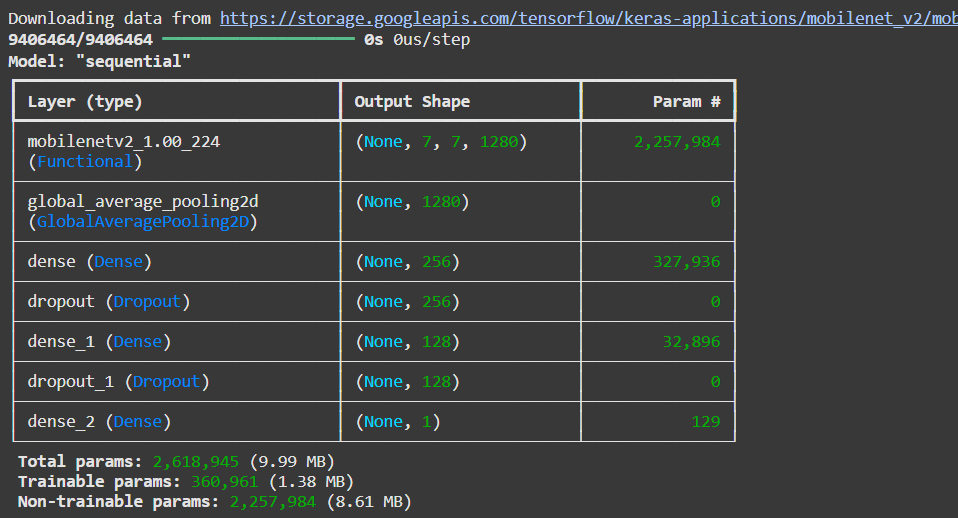 Downloading data from https://storage.googleapis.com/tensorflow/keras-applications/mobilenet_v2/mob
9406464/9406464 0s 0us/step
Model: "sequential"
Layer (type) Output Shape Param #
mobilenetv2_1.00_224 (None, 7, 7, 1280) 2,257,984
(Functional)
global_average_pooling2d (None, 1280) 0
(GlobalAveragePooling2D)
dense (Dense) (None, 256) 327,936
dropout (Dropout) (None, 256) 0
dense_1 (Dense) (None, 128) 32,896
dropout_1 (Dropout) (None, 128) 0
dense_2 (Dense) (None, 1) 129
Total params: 2,618,945 (9.99 MB)
Trainable params: 360,961 (1.38 MB)
Non-trainable params: 2,257,984 (8.61 MB)